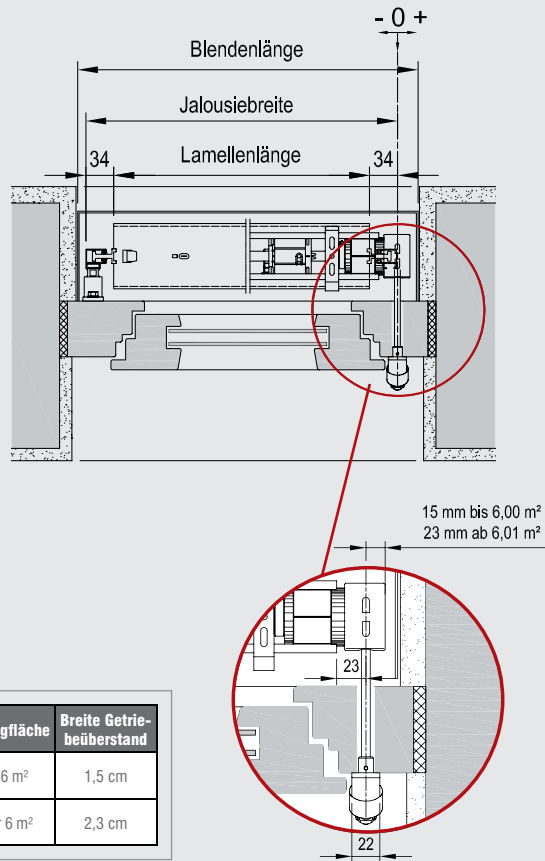 - 0 +
Blendenlänge
Jalousiebreite
34 Lamellenlänge 34
15 mm bis 6,00 m²
23 mm ab 6,01 m²
23
22
Breite Getrie-
beüberstand
6 m² 1,5 cm
6 m² 2,3 cm